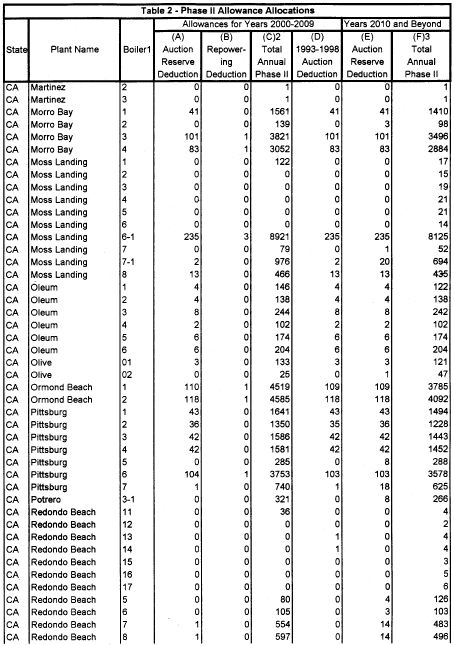 Table 2 - Phase II Allowance Allocations
Allowances for Years 2000-2009 Years 2010 and Beyond
(A) (B) (C)2 (D) (E) (F)3
Auction Repower- Total 1993-1998 Auction Total
State Plant Name Boiler1 Reserve ing Annual Auction Reserve Annual
Deduction Deduction Phase II Deduction Deduction Phase II
CA Martinez 2 0 0 1 0 0 1
CA Martinez 3 0 0 1 0 0 1
CA Morro Bay 1 41 0 1561 41 41 1410
CA Morro Bay 2 0 0 139 0 3 98
CA Morro Bay 3 101 1 3821 101 101 3496
CA Morro Bay 4 83 1 3052 83 83 2884
CA Moss Landing 1 0 0 122 0 0 17
CA Moss Landing 2 0 0 0 0 0 15
CA Moss Landing 3 0 0 0 0 0 19
CA Moss Landing 4 0 0 0 0 0 21
CA Moss Landing 5 0 0 0 0 0 21
CA Moss Landing 6 0 0 0 0 0 14
CA Moss Landing 6-1 235 3 8921 235 235 8125
CA Moss Landing 7 0 0 79 0 1 52
CA Moss Landing 7-1 2 0 976 2 20 694
CA Moss Landing 8 13 0 466 13 13 435
CA Oleum 1 4 0 146 4 4 122
CA Oleum 2 4 0 138 4 4 138
CA Oleum 3 8 0 244 8 8 242
CA Oleum 4 2 0 102 2 2 102
CA Oleum 5 6 0 174 6 6 174
CA Oleum 6 6 0 204 6 6 204
CA Olive 01 3 0 133 3 3 121
CA Olive 02 0 0 25 0 1 47
CA Ormond Beach 1 110 1 4519 109 109 3785
CA Ormond Beach 2 118 1 4585 118 118 4092
CA Pittsburg 1 43 0 1641 43 43 1494
CA Pittsburg 2 36 0 1350 35 36 1228
CA Pittsburg 3 42 0 1586 42 42 1443
CA Pittsburg 4 42 0 1581 42 42 1452
CA Pittsburg 5 0 0 285 0 8 288
CA Pittsburg 6 104 1 3753 103 103 3578
CA Pittsburg 7 1 0 740 1 18 625
CA Potrero 3-1 0 0 321 0 8 266
CA Redondo Beach 11 0 0 36 0 0 4
CA Redondo Beach 12 0 0 0 0 0 2
CA Redondo Beach 13 0 0 0 1 0 4
CA Redondo Beach 14 0 0 0 1 0 4
CA Redondo Beach 15 0 0 0 0 0 3
CA Redondo Beach 16 0 0 0 0 0 5
CA Redondo Beach 17 0 0 0 0 0 6
CA Redondo Beach 5 0 0 80 0 4 126
CA Redondo Beach 6 0 0 105 0 3 103
CA Redondo Beach 7 1 0 554 0 14 483
CA Redondo Beach 8 1 0 597 0 14 496